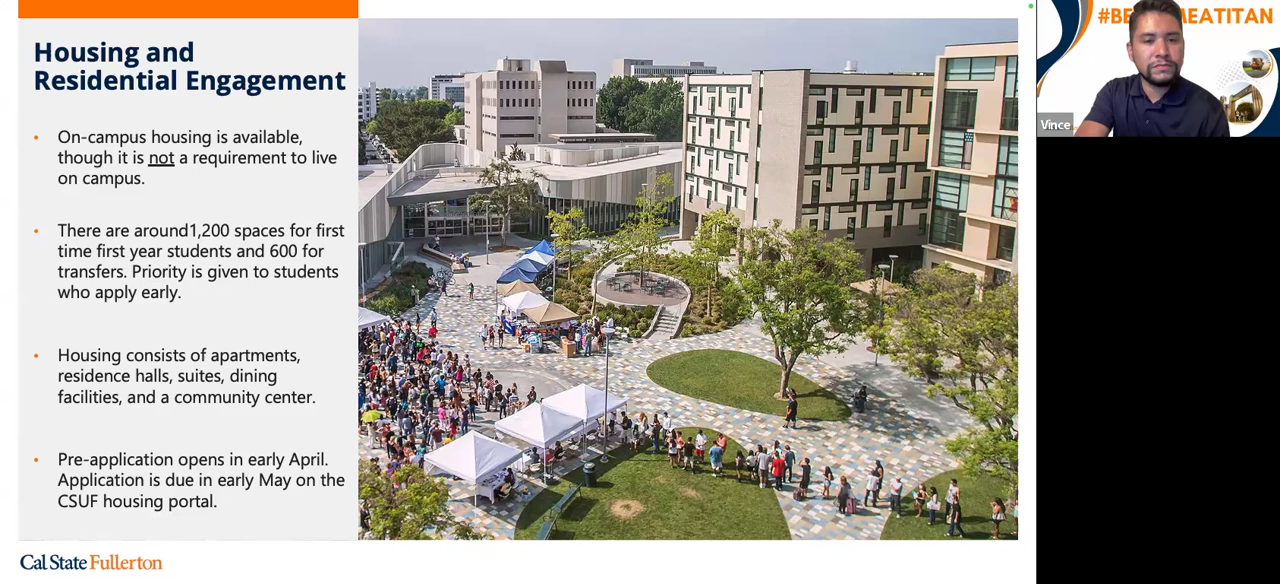 Housing and
Residential Engagement
• On-campus housing is available,
though it is not a requirement to live
on campus.
• There are around1,200 spaces for first
time first year students and 600 for
transfers. Priority is given to students
who apply early.
• Housing consists of apartments,
residence halls, suites, dining
facilities, and a community center.
• Pre-application opens in early April.
Application is due in early May on the
CSUF housing portal.
Cal State Fullerton
#BE MEATITAN
Vince